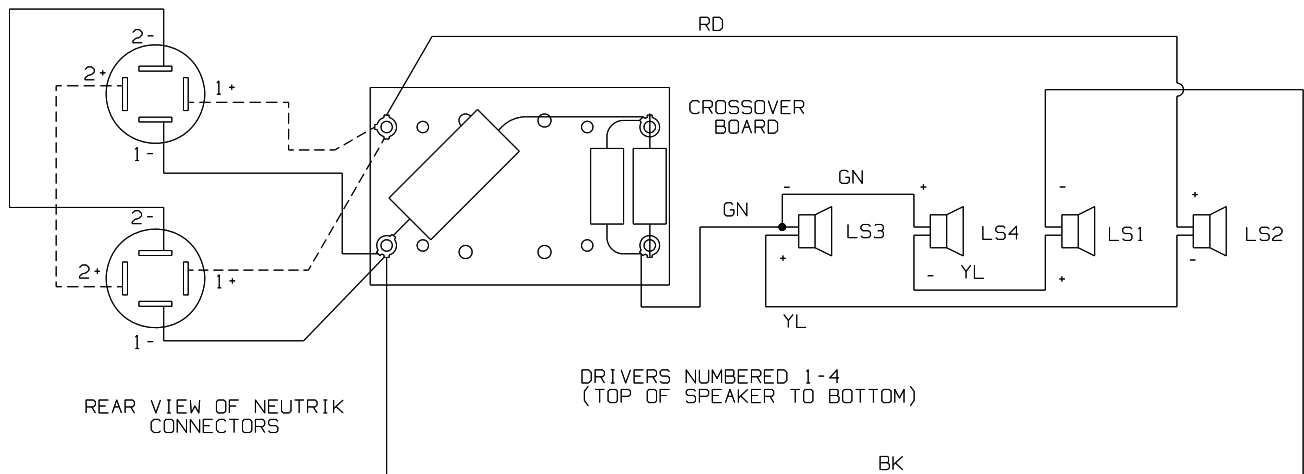 RD
2-
2+
1+
1-
CROSSOVER
BOARD
2-
2+
1+
1-
GN
GN
-
+
LS3
+
-
LS4
YL
-
+
LS1
+
-
LS2
YL
DRIVERS NUMBERED 1-4
(TOP OF SPEAKER TO BOTTOM)
REAR VIEW OF NEUTRIK
CONNECTORS
BK